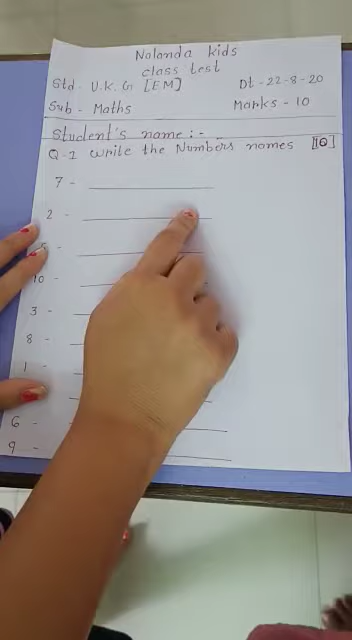 Nalanda kids
class test
Std - U.K.G [EM] Dt - 22-8-20
Sub - Maths Marks - 10
Student's name :-
Q-1 write the Numbers names [10]
7 -
2 -
5 -
10 -
3 -
8 -
1
6 -
9 -